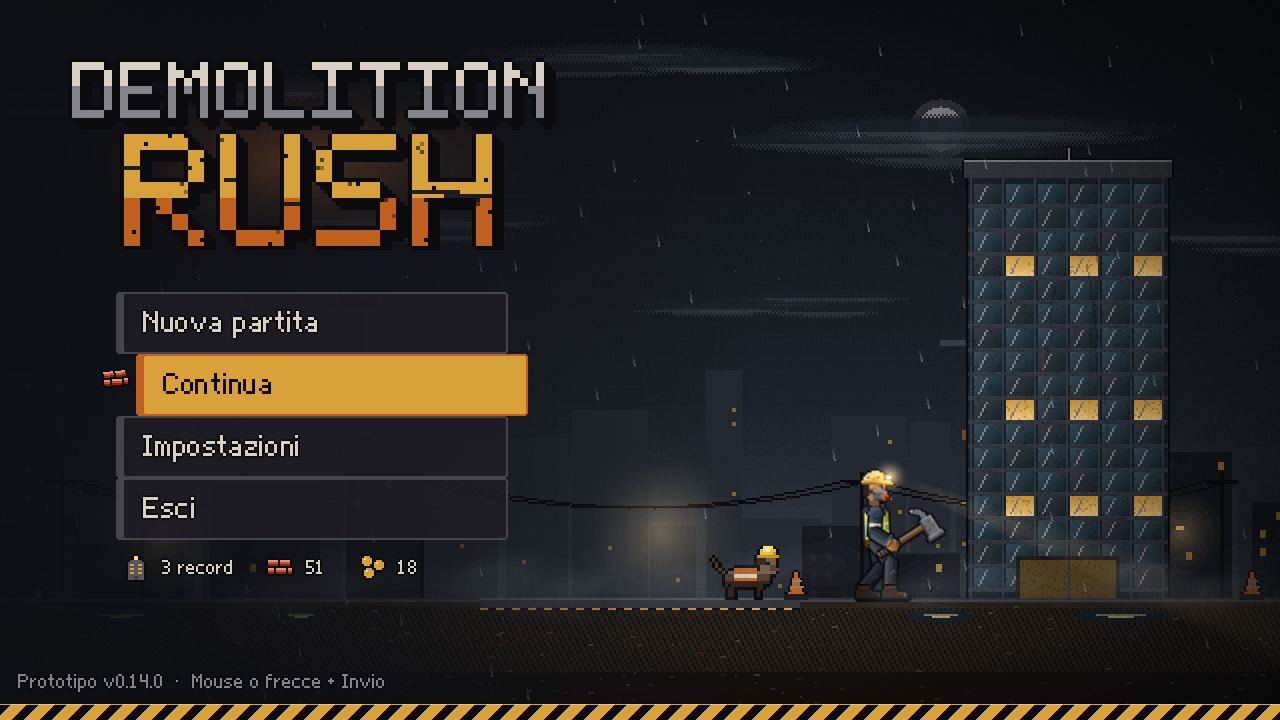 DEMOLITION
RUSH
Nuova partita
Continua
Impostazioni
Esci
3 record 51 18
Prototipo v0.14.0 · Mouse o frecce + Invio